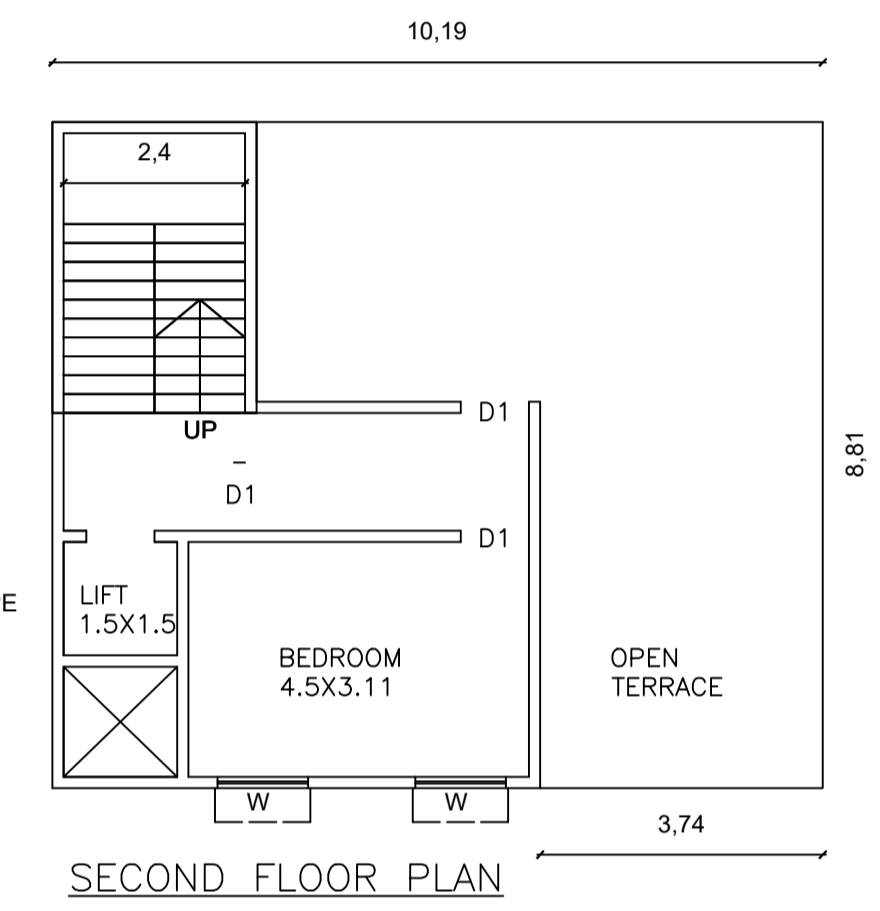 10,19
2,4
D1
UP
D1
8,81
D1
LIFT
1.5X1.5
PE
BEDROOM
4.5X3.11
OPEN
TERRACE
W
W
3,74
SECOND FLOOR PLAN